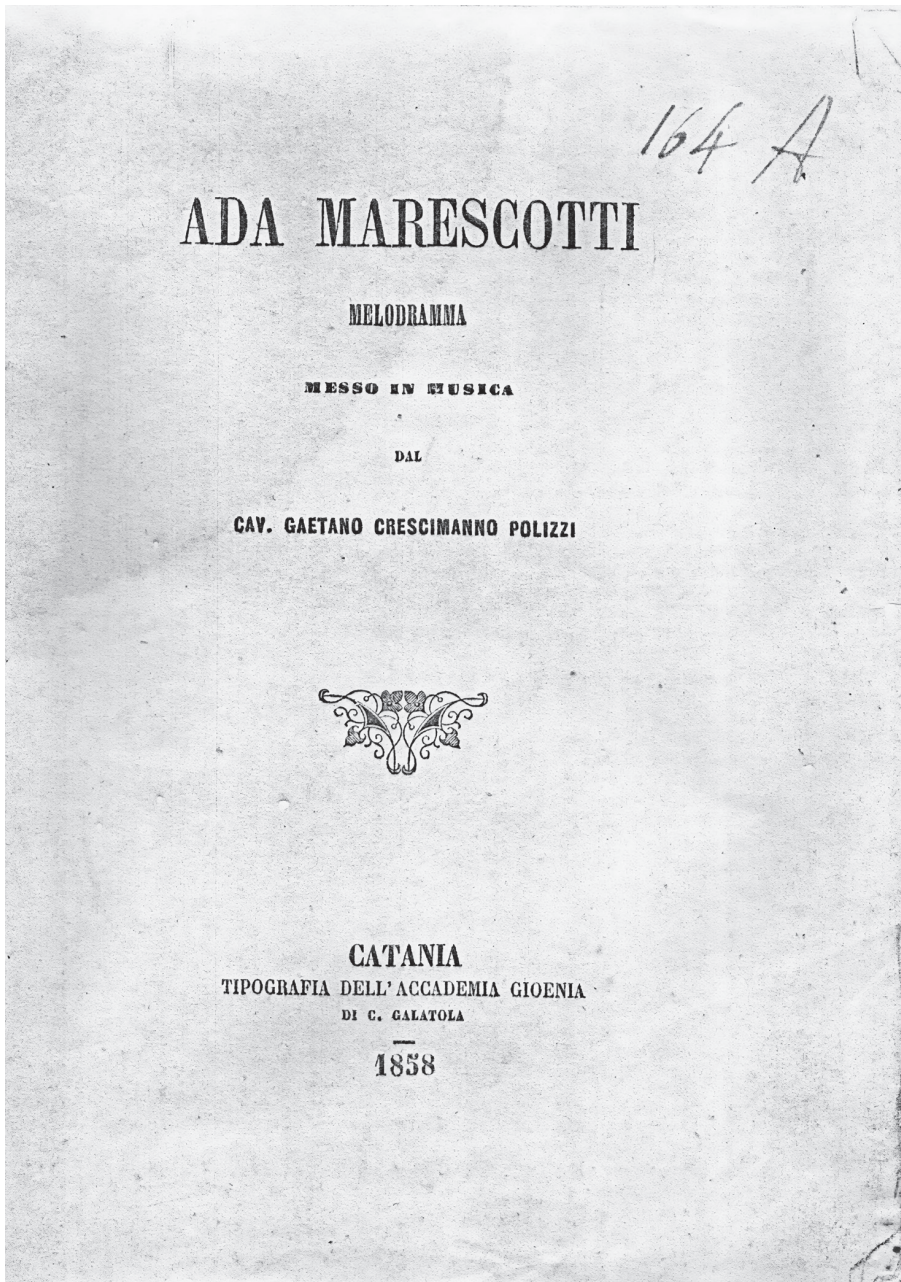 164 A
ADA MARESCOTTI
MELODRAMMA
MESSO IN MUSICA
DAL
CAV. GAETANO CRESCIMANNO POLIZZI
CATANIA
TIPOGRAFIA DELL'ACCADEMIA GIOENIA
DI C. GALATOLA
1858